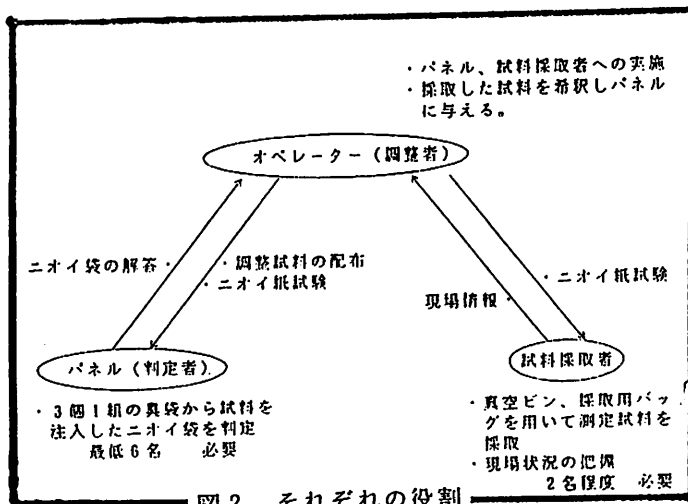 ・パネル、試料採取者への実施
・採取した試料を希釈しパネル
に与える。
オペレーター(調整者)
ニオイ袋の解答・
・調整試料の配布
・ニオイ紙試験
・ニオイ紙試験
現場情報・
パネル(判定者)
試料採取者
・3個1組の臭袋から試料を
注入したニオイ袋を判定
最低6名 必要
・真空ビン、採取用バッ
グを用いて測定試料を
採取
・現場状況の把握
2名程度 必要
図2 それぞれの役割